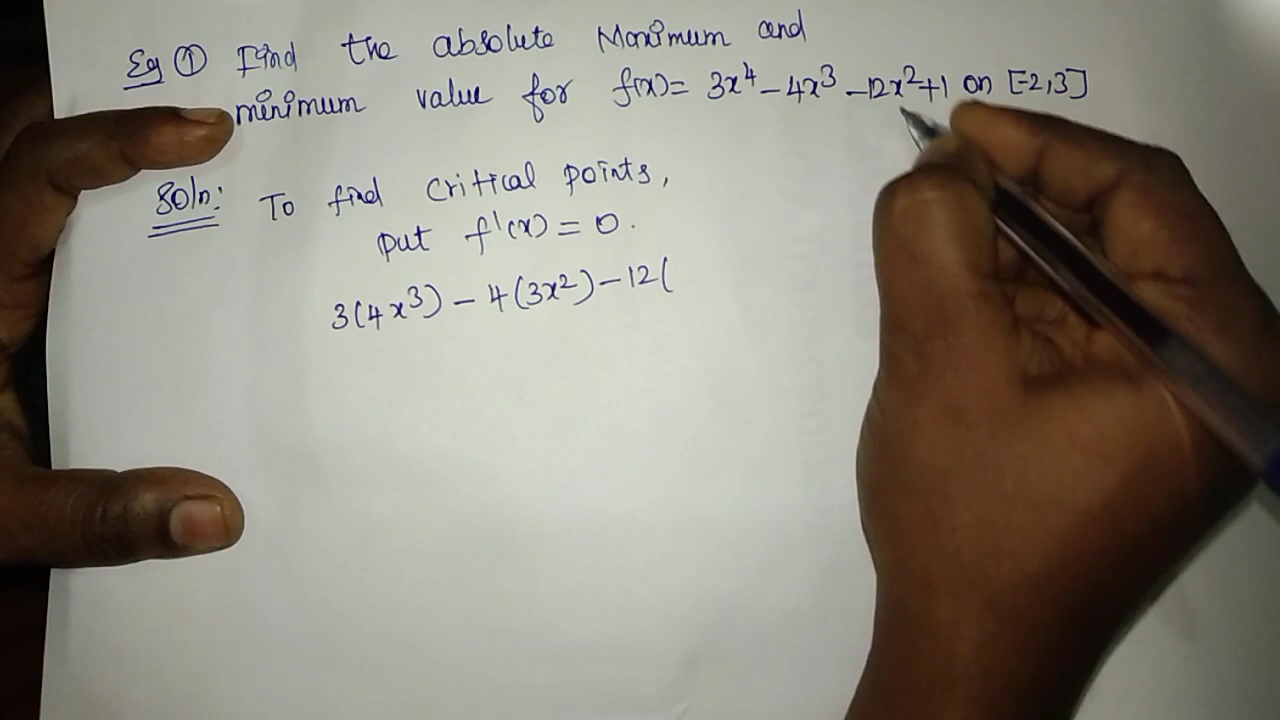 Eg ① Find the absolute Maximum and
minimum value for f(x) = 3x⁴ - 4x³ - 12x² + 1 on [-2,3]
Soln: To find critical points,
put f'(x) = 0.
3(4x³) - 4(3x²) - 12(